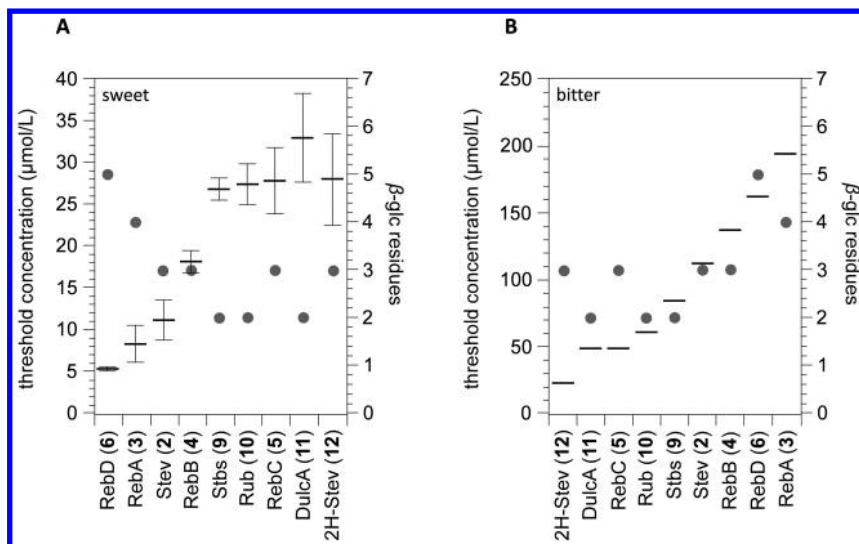 A
sweet
threshold concentration (µmol/L)
40
35
30
25
20
15
10
5
0
7
6
5
4
3
2
1
0
β-glc residues
RebD (6)
RebA (3)
Stev (2)
RebB (4)
Stbs (9)
Rub (10)
RebC (5)
DulcA (11)
2H-Stev (12)
B
bitter
threshold concentration (µmol/L)
250
200
150
100
50
0
7
6
5
4
3
2
1
0
β-glc residues
2H-Stev (12)
DulcA (11)
RebC (5)
Rub (10)
Stbs (9)
Stev (2)
RebB (4)
RebD (6)
RebA (3)